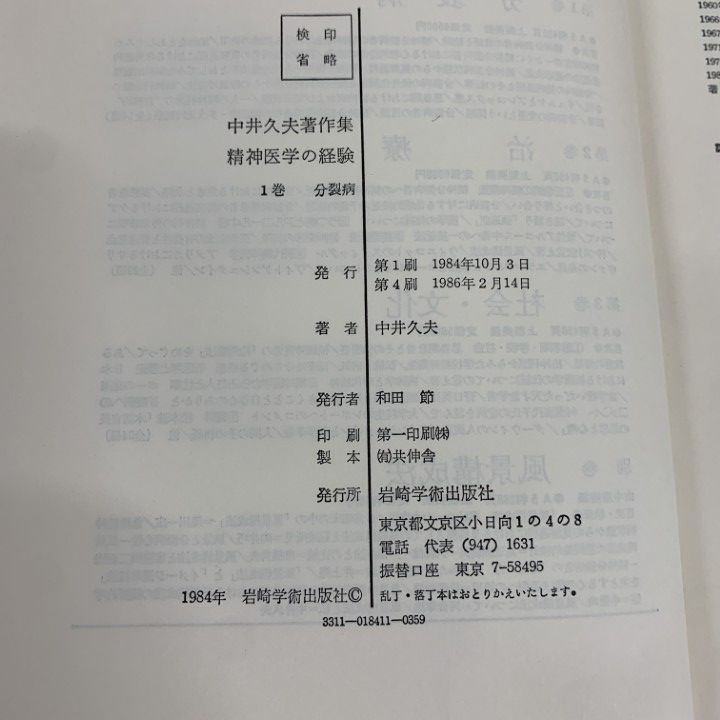 検印
省略
中井久夫著作集
精神医学の経験
1巻 分裂病
発行 第1刷 1984年10月3日
第4刷 1986年2月14日
著者 中井久夫
発行者 和田 節
印刷 第一印刷㈱
製本 ㈲共伸舎
発行所 岩崎学術出版社
東京都文京区小日向1の4の8
電話 代表 (947) 1631
振替口座 東京 7-58495
1984年 岩崎学術出版社© 乱丁・落丁本はおとりかえいたします。
3311—018411—0359
1960
1966
1967
1971
著